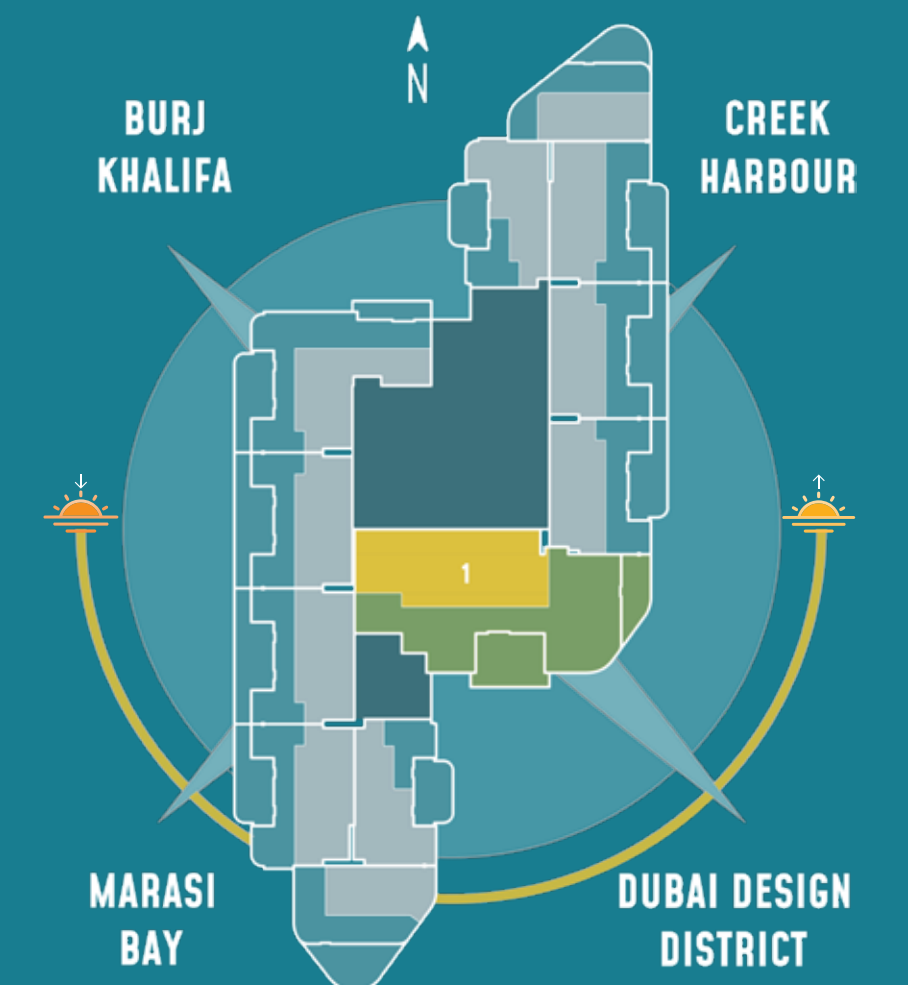 N
BURJ
KHALIFA
CREEK
HARBOUR
1
MARASI
BAY
DUBAI DESIGN
DISTRICT